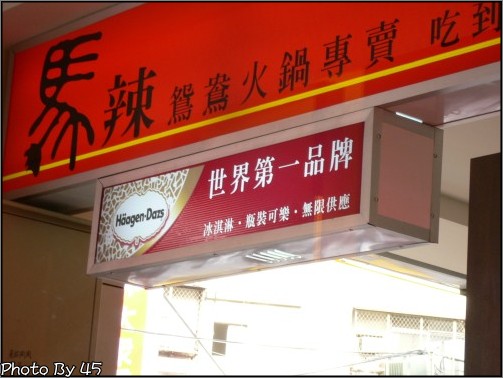 馬辣鴛鴦火鍋專賣 吃到
Häagen-Dazs
世界第一品牌
冰淇淋·瓶裝可樂·無限供應
Photo By 45